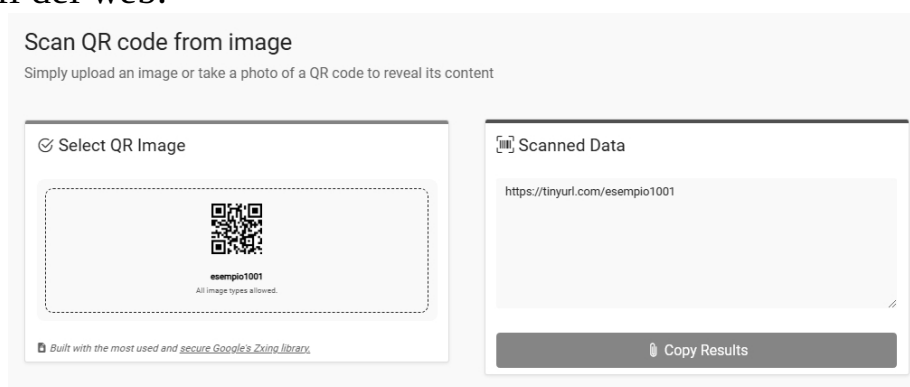 del web.
Scan QR code from image
Simply upload an image or take a photo of a QR code to reveal its content
Select QR Image
esempio1001
All image types allowed.
Built with the most used and secure Google's Zxing library.
Scanned Data
https://tinyurl.com/esempio1001
Copy Results